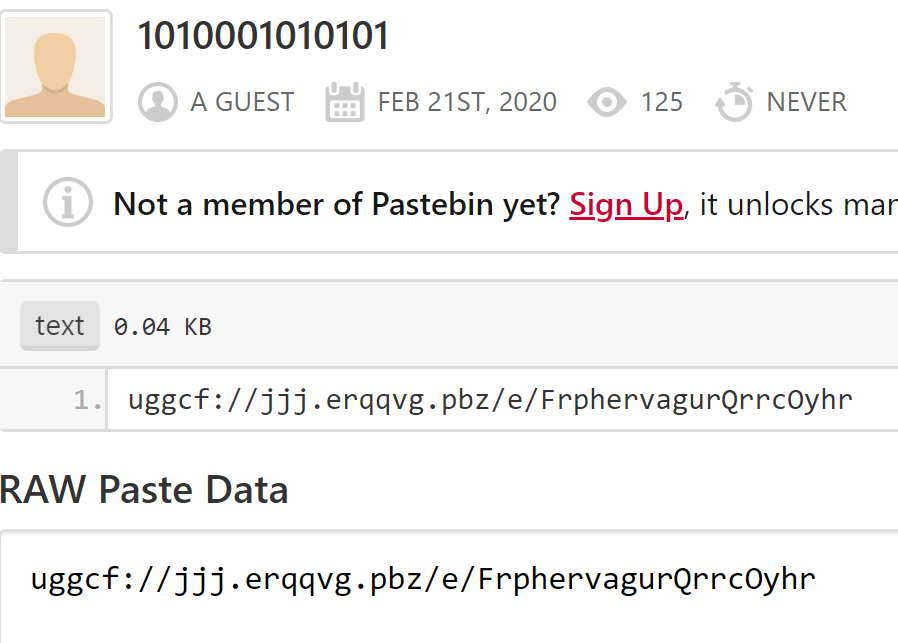 1010001010101
A GUEST FEB 21ST, 2020 125 NEVER
Not a member of Pastebin yet? Sign Up, it unlocks
text 0.04 KB
1. uggcf://jjj.erqqvg.pbz/e/FrphervagurQrrcOyhr
RAW Paste Data
uggcf://jjj.erqqvg.pbz/e/FrphervagurQrrcOyhr